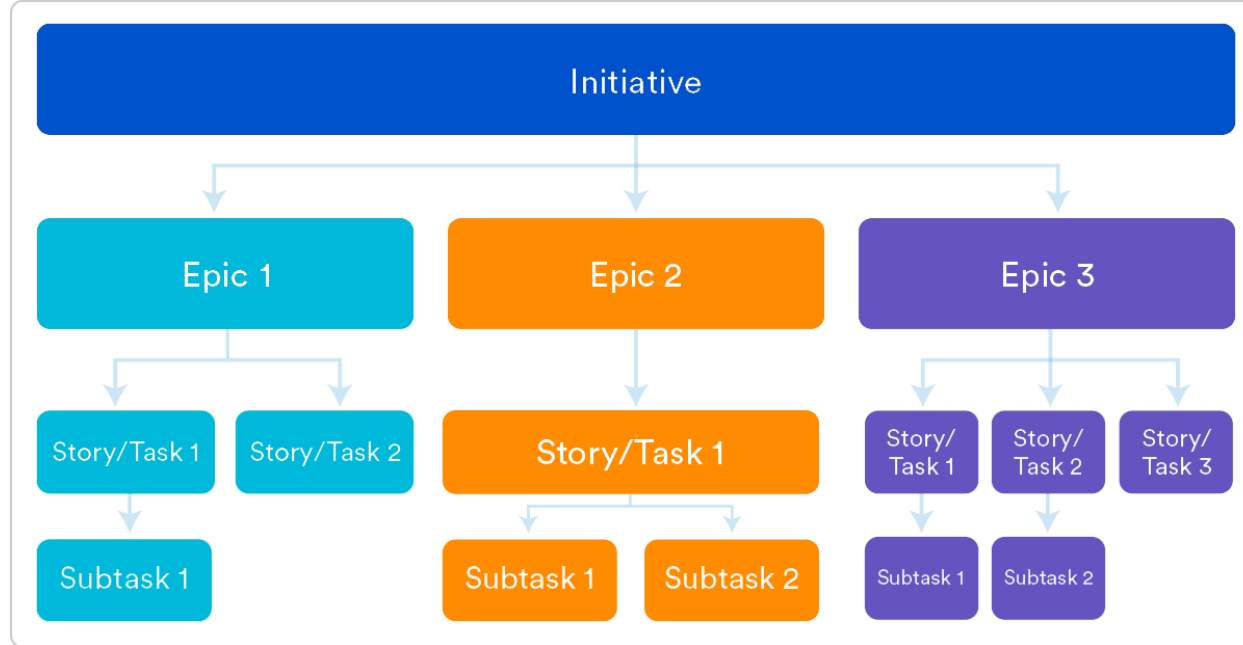 Initiative
Epic 1
Epic 2
Epic 3
Story/Task 1
Story/Task 2
Story/Task 1
Story/
Task 1
Story/
Task 2
Story/
Task 3
Subtask 1
Subtask 1
Subtask 2
Subtask 1
Subtask 2